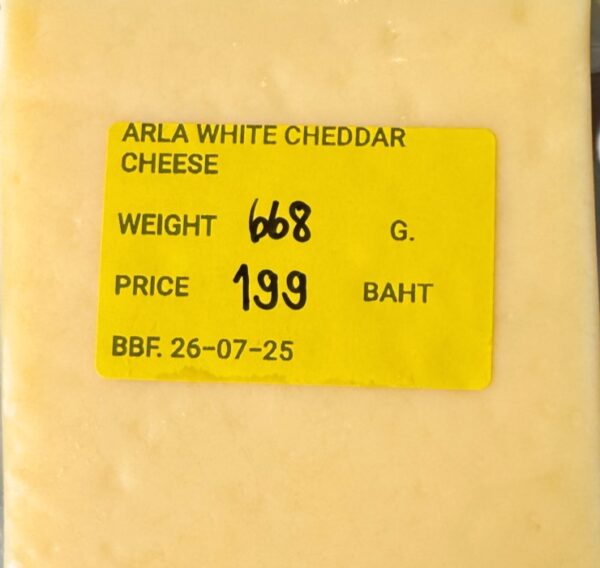 ARLA WHITE CHEDDAR
CHEESE
WEIGHT 668 G.
PRICE 199 BAHT
BBF. 26-07-25